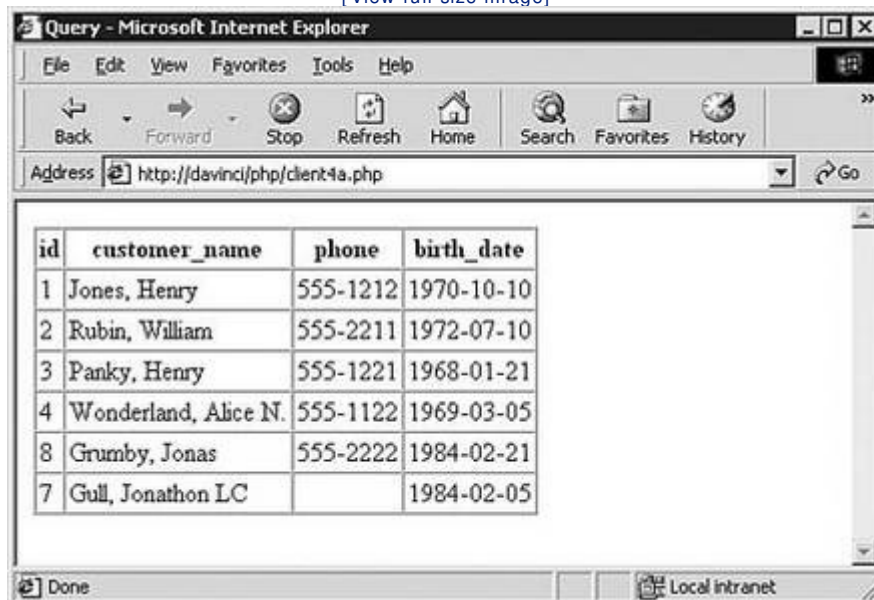 [View full size image]
Query - Microsoft Internet Explorer
File Edit View Favorites Tools Help
Back Forward Stop Refresh Home Search Favorites History »
Address http://davinci/php/client4a.php Go
id customer_name phone birth_date
1 Jones, Henry 555-1212 1970-10-10
2 Rubin, William 555-2211 1972-07-10
3 Panky, Henry 555-1221 1968-01-21
4 Wonderland, Alice N. 555-1122 1969-03-05
8 Grumby, Jonas 555-2222 1984-02-21
7 Gull, Jonathon LC 1984-02-05
Done Local intranet